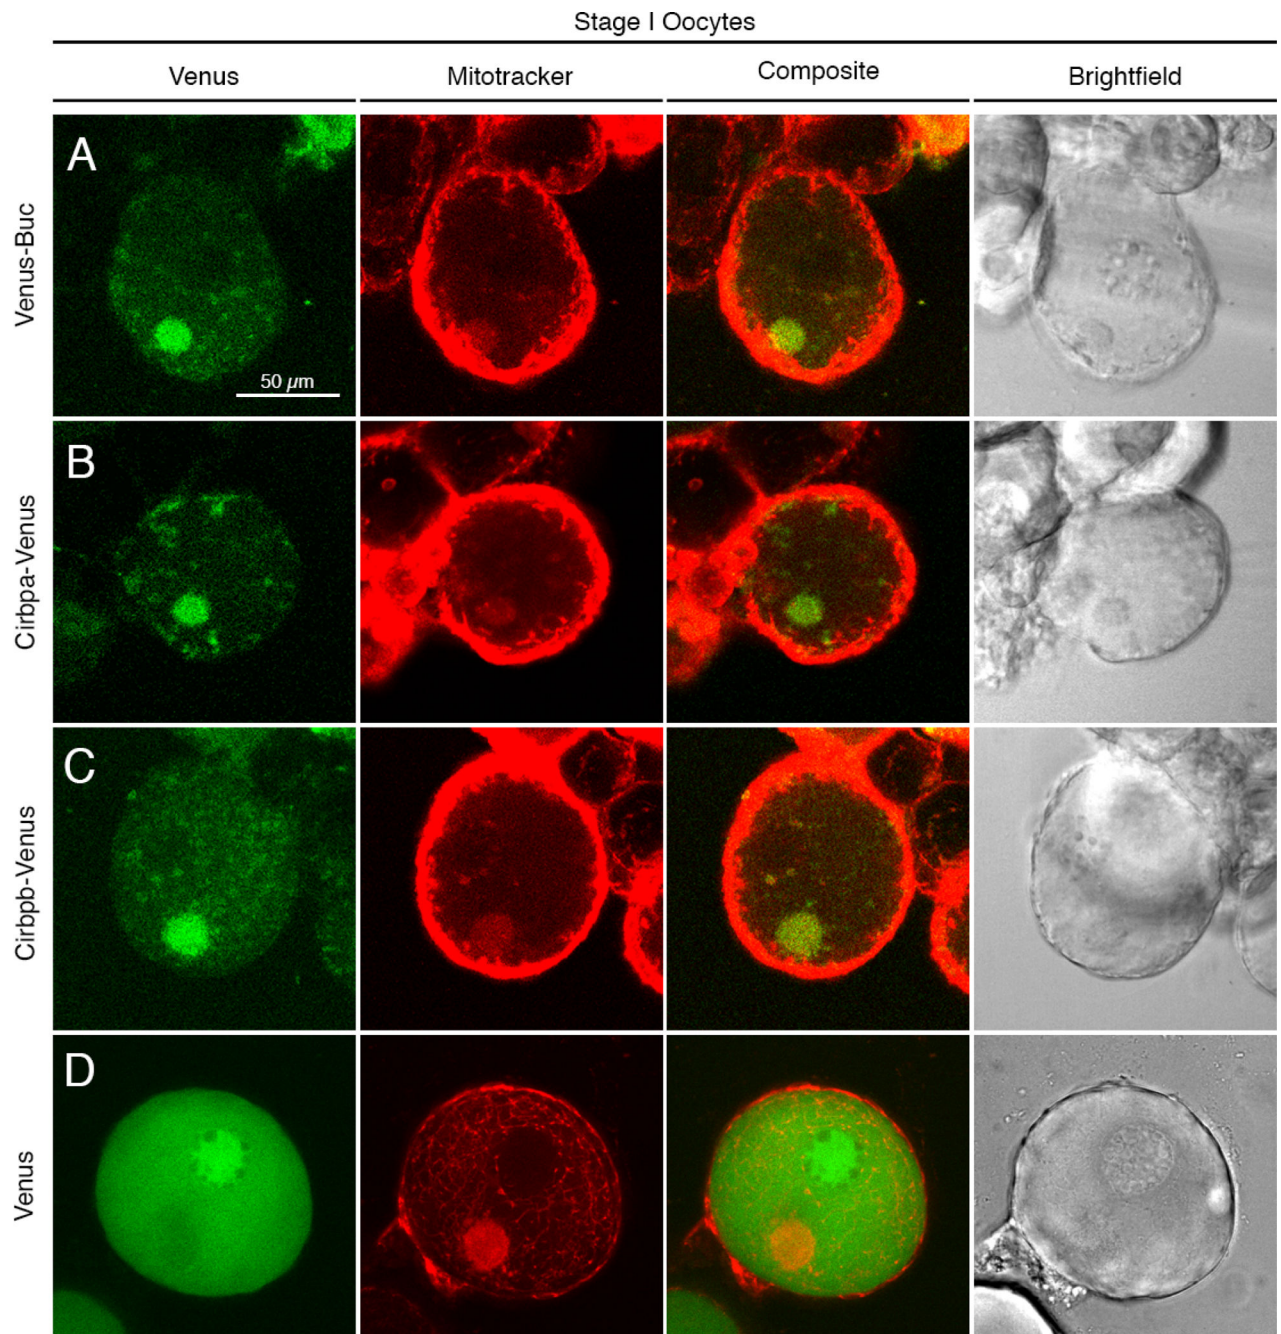 Stage I Oocytes
Venus Mitotracker Composite Brightfield
Venus-Buc
A
50 µm
Cirbpa-Venus
B
Cirbpb-Venus
C
Venus
D